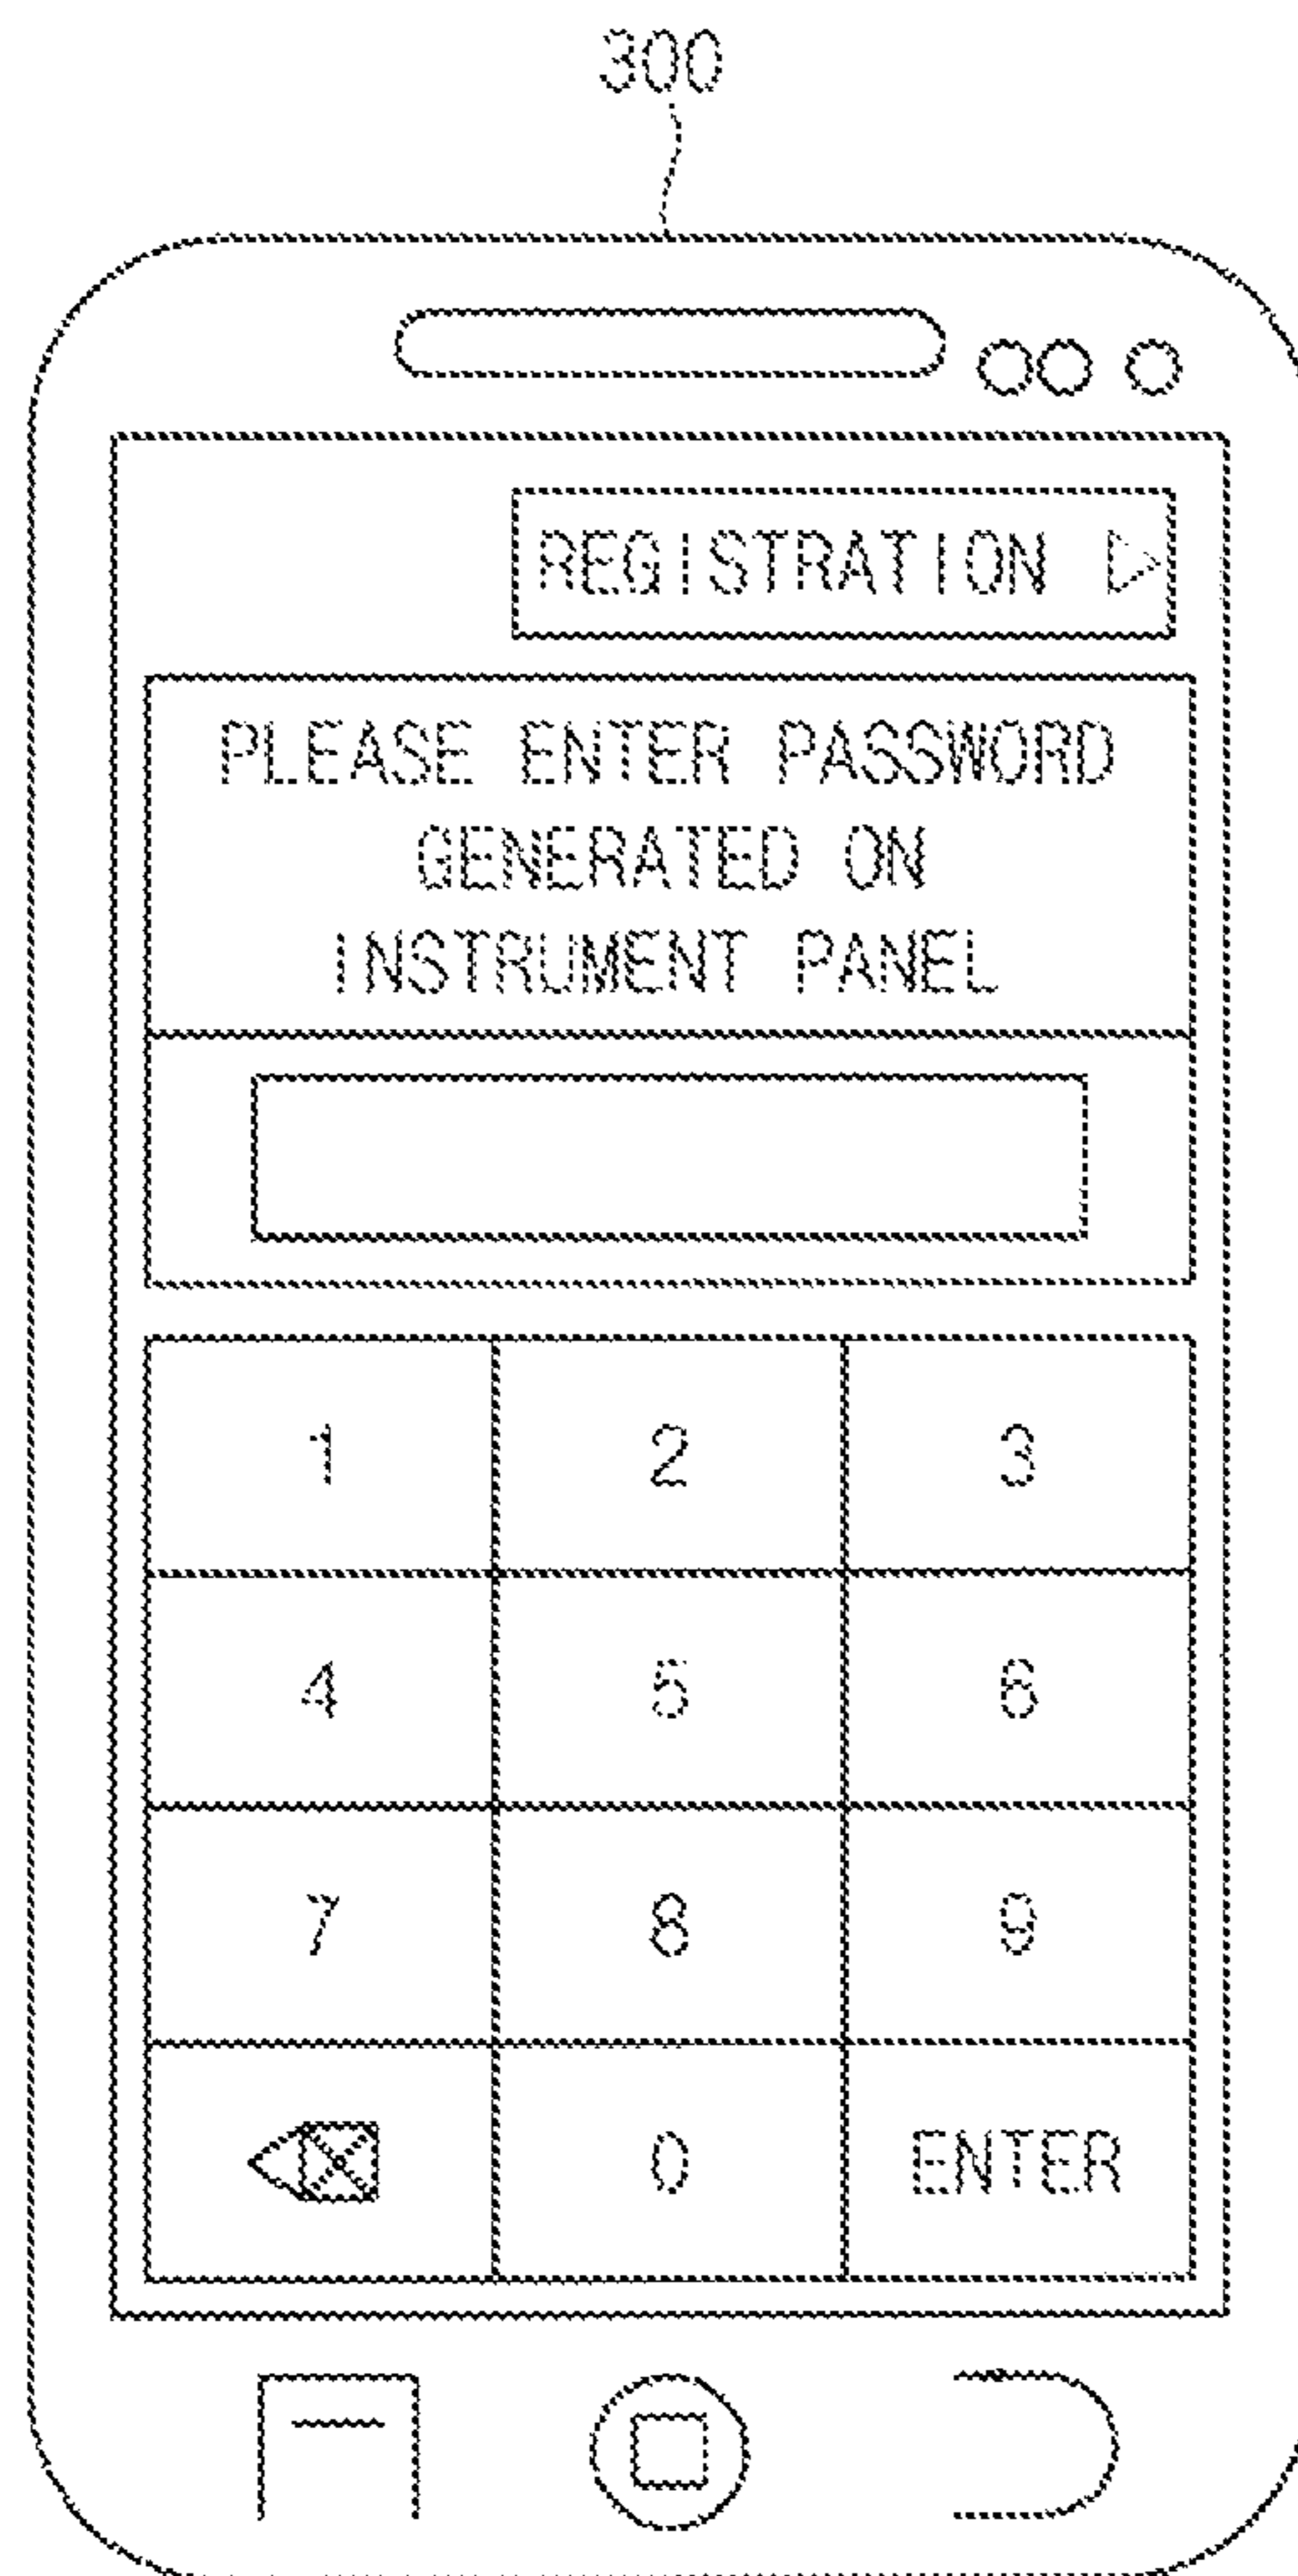 300
REGISTRATION ▷
PLEASE ENTER PASSWORD
GENERATED ON
INSTRUMENT PANEL
1 2 3
4 5 6
7 8 9
0 ENTER